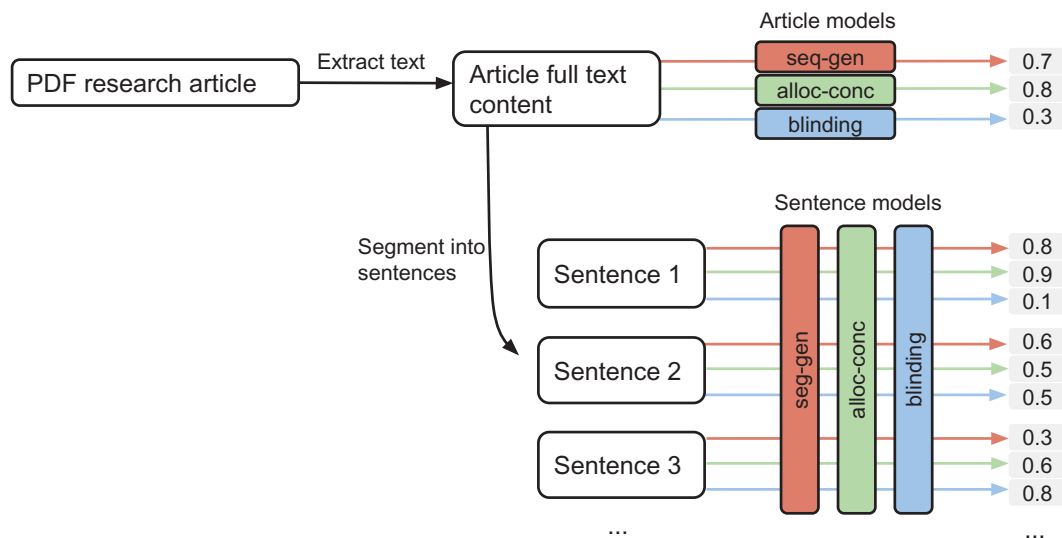 Article models
PDF research article
Extract text
Article full text
content
seq-gen
alloc-conc
blinding
0.7
0.8
0.3
Segment into
sentences
Sentence models
Sentence 1
Sentence 2
Sentence 3
...
seg-gen
alloc-conc
blinding
0.8
0.9
0.1
0.6
0.5
0.5
0.3
0.6
0.8
...